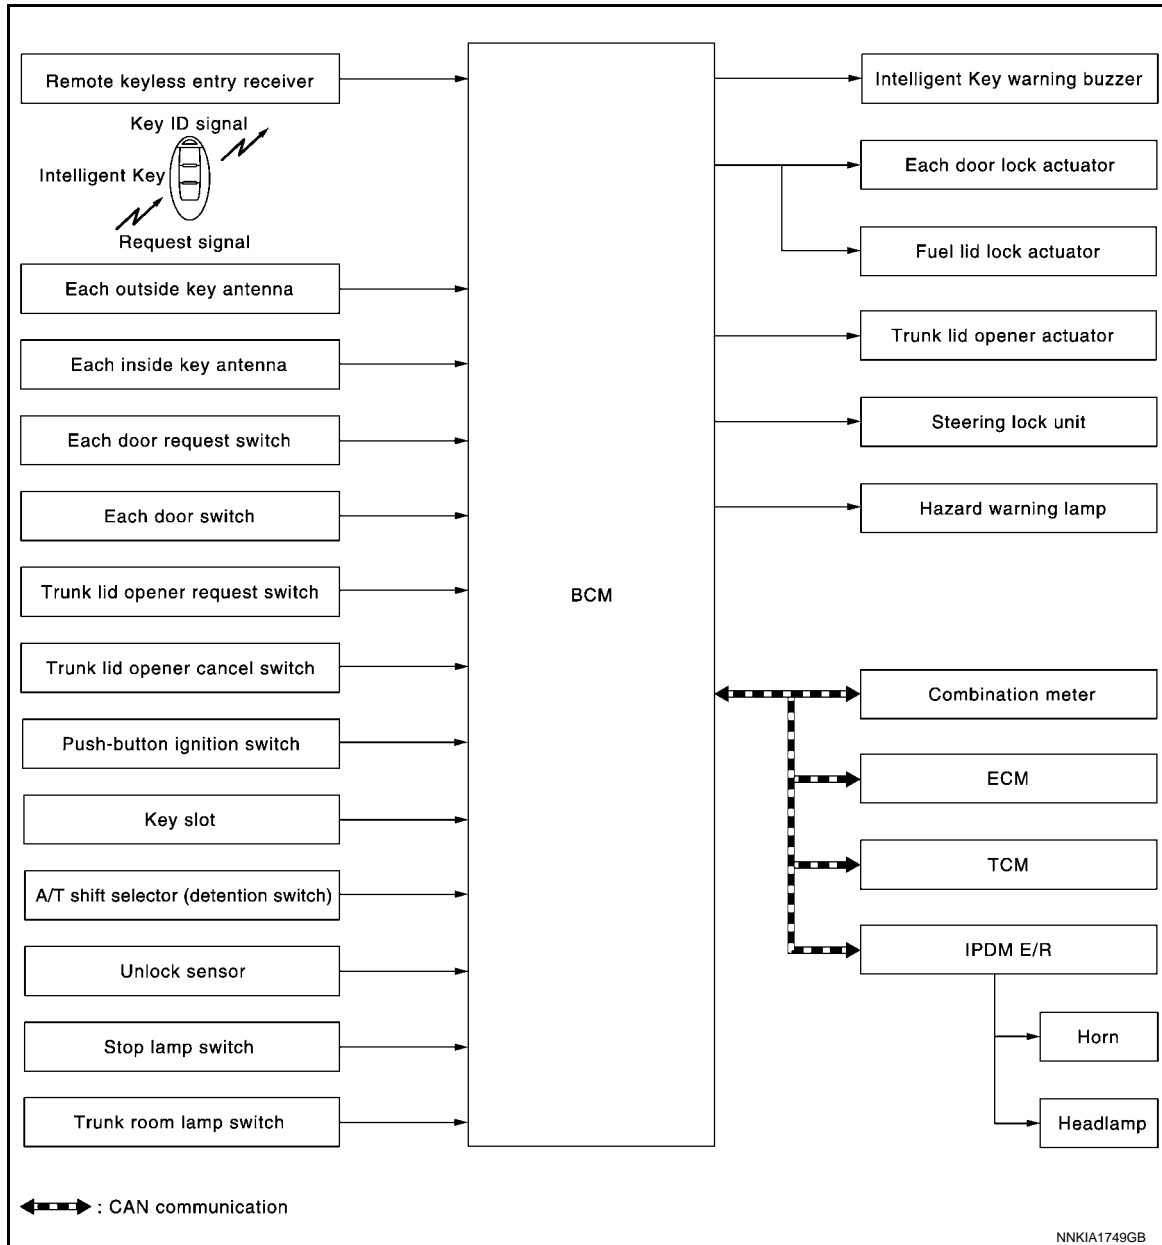 Remote keyless entry receiver
Key ID signal
Intelligent Key
Request signal
Each outside key antenna
Each inside key antenna
Each door request switch
Each door switch
Trunk lid opener request switch
Trunk lid opener cancel switch
Push-button ignition switch
Key slot
A/T shift selector (detention switch)
Unlock sensor
Stop lamp switch
Trunk room lamp switch
BCM
Intelligent Key warning buzzer
Each door lock actuator
Fuel lid lock actuator
Trunk lid opener actuator
Steering lock unit
Hazard warning lamp
Combination meter
ECM
TCM
IPDM E/R
Horn
Headlamp
: CAN communication
NNKIA1749GB